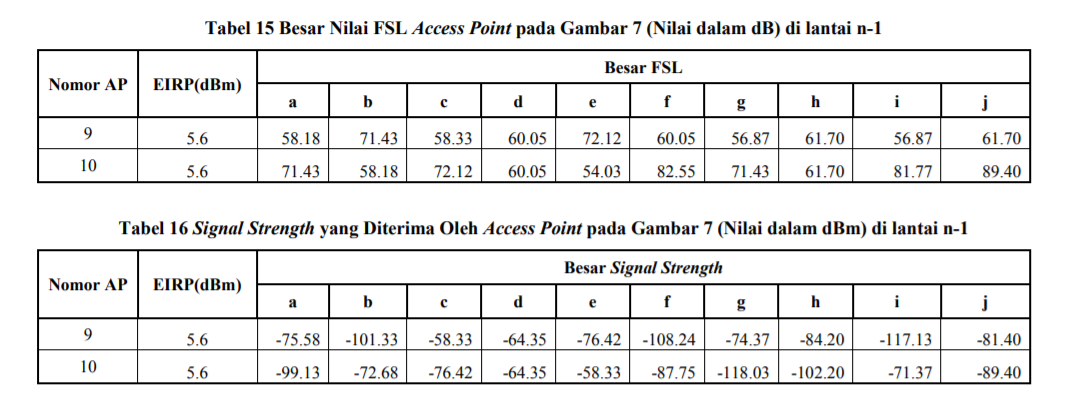 Tabel 15 Besar Nilai FSL Access Point pada Gambar 7 (Nilai dalam dB) di lantai n-1
Nomor AP EIRP(dBm) Besar FSL
a b c d e f g h i j
9 5.6 58.18 71.43 58.33 60.05 72.12 60.05 56.87 61.70 56.87 61.70
10 5.6 71.43 58.18 72.12 60.05 54.03 82.55 71.43 61.70 81.77 89.40
Tabel 16 Signal Strength yang Diterima Oleh Access Point pada Gambar 7 (Nilai dalam dBm) di lantai n-1
Nomor AP EIRP(dBm) Besar Signal Strength
a b c d e f g h i j
9 5.6 -75.58 -101.33 -58.33 -64.35 -76.42 -108.24 -74.37 -84.20 -117.13 -81.40
10 5.6 -99.13 -72.68 -76.42 -64.35 -58.33 -87.75 -118.03 -102.20 -71.37 -89.40